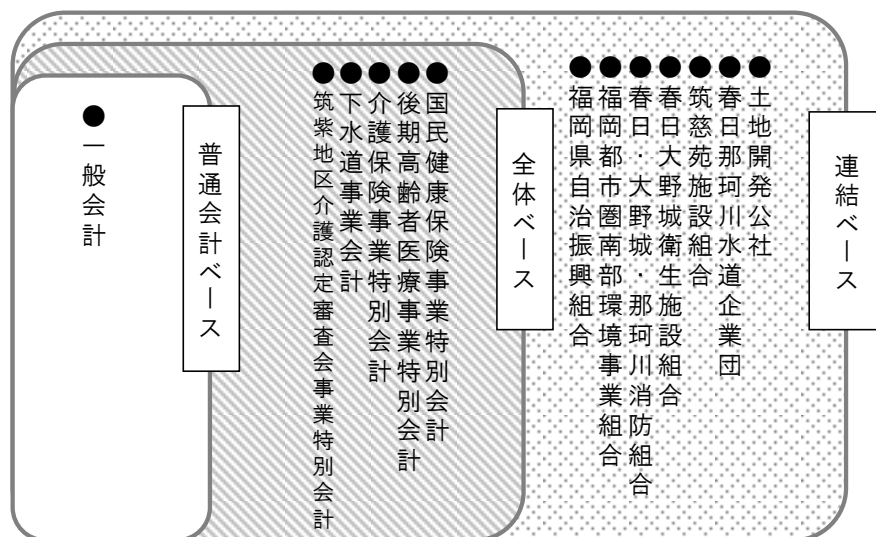 連結ベース
●土地開発公社
●春日那珂川水道企業団
●筑慈苑施設組合
●春日大野城衛生施設組合
●春日・大野城・那珂川消防組合
●福岡都市圏南部環境事業組合
●福岡県自治振興組合
全体ベース
●国民健康保険事業特別会計
●後期高齢者医療事業特別会計
●介護保険事業特別会計
●下水道事業会計
●筑紫地区介護認定審査会事業特別会計
普通会計ベース
●一般会計